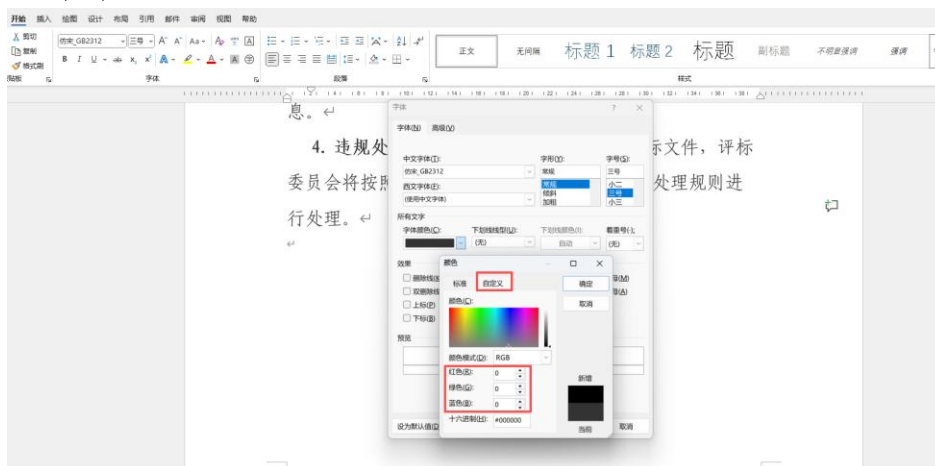 开始 插入 绘图 设计 布局 引用 邮件 审阅 视图 帮助
剪切
复制
格式刷
仿宋_GB2312 三号
字体
段落
样式
正文
无间隔
标题 1
标题 2
标题
副标题
不明显强调
强调
息。
4. 违规处
标文件，评标
委员会将按照
处理规则进
行处理。
字体
字体(N) 高级(V)
中文字体(T): 字形(Y): 字号(S):
仿宋_GB2312 常规 三号
西文字体(F): 常规 小二
(使用中文字体) 倾斜 三号
加粗 小三
所有文字
字体颜色(C): 下划线线型(U): 下划线颜色(I): 着重号(·):
(无) 自动 (无)
效果
删除线(K)
双删除线
上标(P)
下标(B)
母(M)
母(A)
预览
设为默认值(D)
取消
颜色
标准 自定义
确定
取消
颜色(C):
颜色模式(D): RGB
红色(R): 0
绿色(G): 0
蓝色(B): 0
十六进制(H): #000000
新增
当前